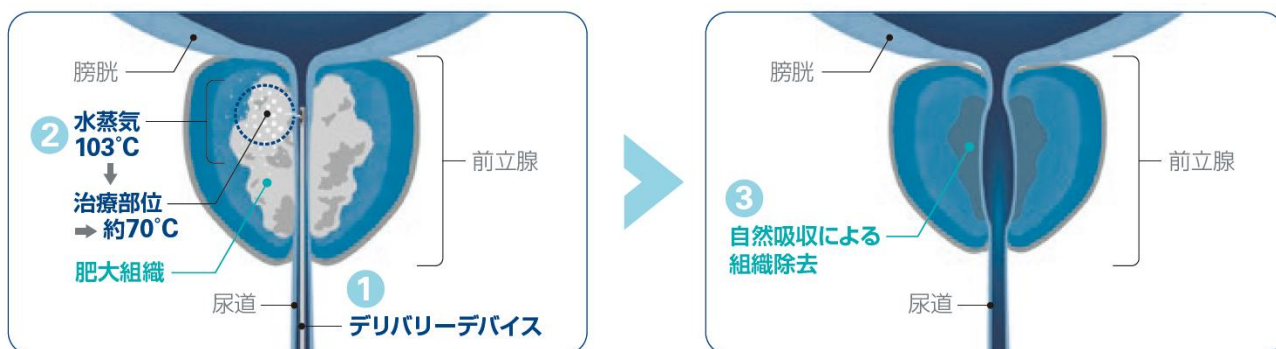 膀胱
② 水蒸気
103℃
治療部位
➡ 約70℃
肥大組織
尿道
前立腺
①
デリバリーデバイス
膀胱
前立腺
③
自然吸収による
組織除去
尿道